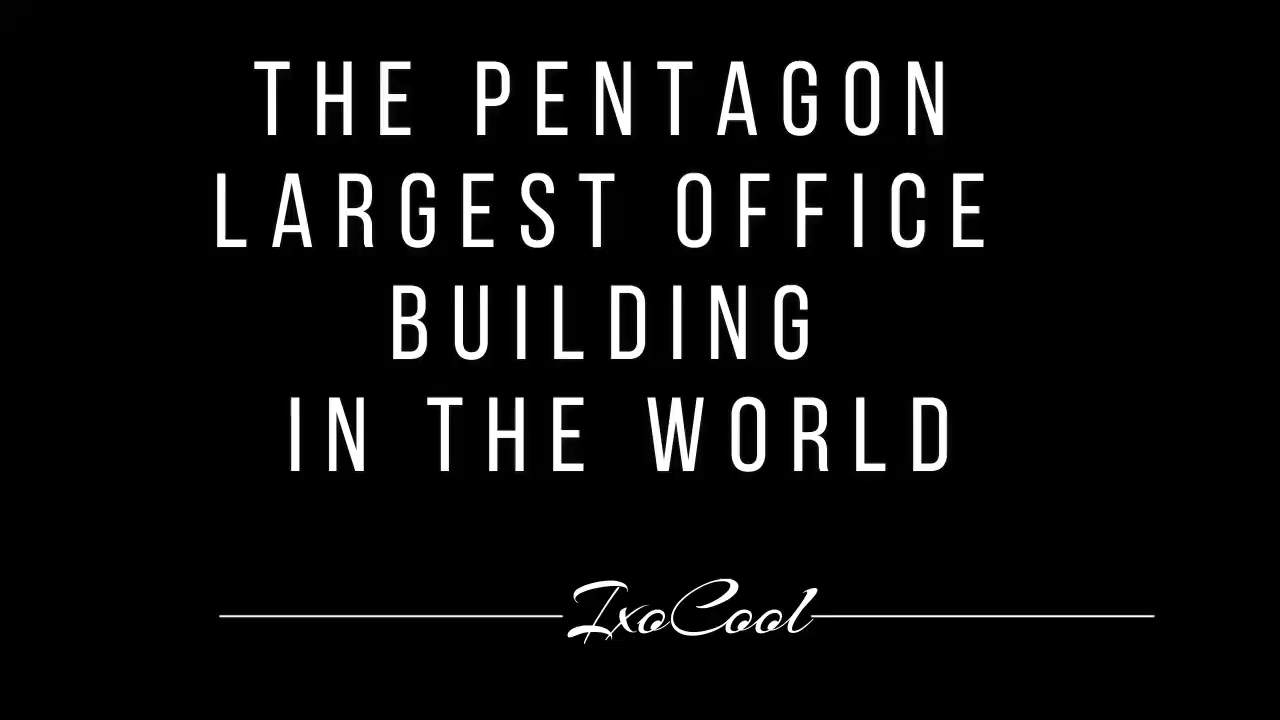 THE PENTAGON
LARGEST OFFICE
BUILDING
IN THE WORLD
IxoCool